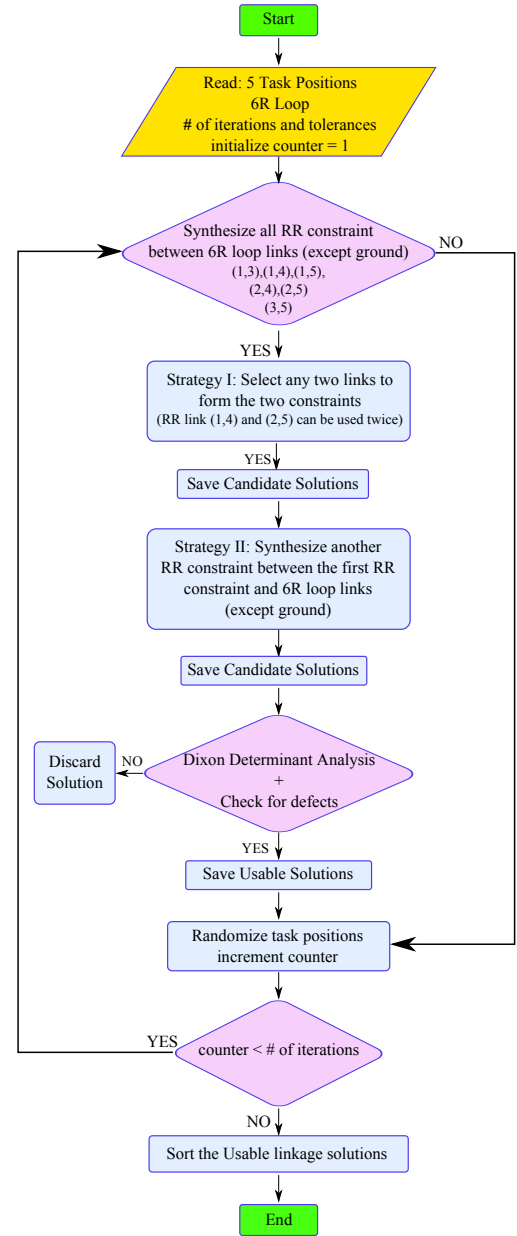 Start
Read: 5 Task Positions
6R Loop
# of iterations and tolerances
initialize counter = 1
Synthesize all RR constraint
between 6R loop links (except ground)
(1,3),(1,4),(1,5),
(2,4),(2,5)
(3,5)
NO
YES
Strategy I: Select any two links to
form the two constraints
(RR link (1,4) and (2,5) can be used twice)
YES
Save Candidate Solutions
Strategy II: Synthesize another
RR constraint between the first RR
constraint and 6R loop links
(except ground)
Save Candidate Solutions
Dixon Determinant Analysis
+
Check for defects
NO
Discard
Solution
YES
Save Usable Solutions
Randomize task positions
increment counter
counter < # of iterations
YES
NO
Sort the Usable linkage solutions
End